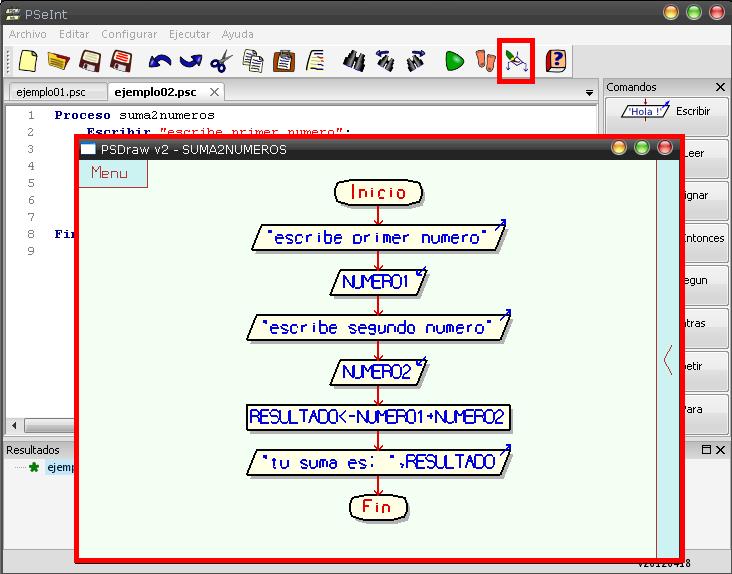 PSeInt
Archivo Editar Configurar Ejecutar Ayuda
ejemplo01.psc ejemplo02.psc
Comandos
1 Proceso suma2numeros
2 Escribir "escribe primer numero";
3
4
5
6
7
8 Fin
9
"Hola !" Escribir
Leer
ignar
Entonces
egun
tras
etir
Para
PSDraw v2 - SUMA2NUMEROS
Menu
Inicio
"escribe primer numero"
NUMERO1
"escribe segundo numero"
NUMERO2
RESULTADO<-NUMERO1+NUMERO2
"tu suma es: ",RESULTADO
Fin
Resultados
ejemp
v20120418